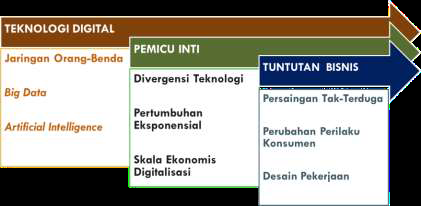 TEKNOLOGI DIGITAL
Jaringan Orang-Benda
Big Data
Artificial Intelligence
PEMICU INTI
Divergensi Teknologi
Pertumbuhan
Eksponensial
Skala Ekonomis
Digitalisasi
TUNTUTAN BISNIS
Persaingan Tak-Terduga
Perubahan Perilaku
Konsumen
Desain Pekerjaan